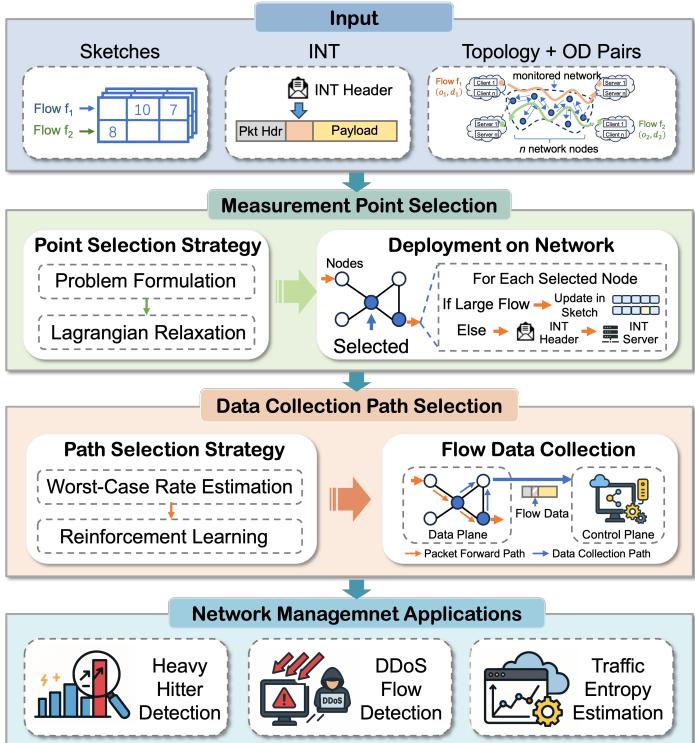 Input
Sketches
INT
Topology + OD Pairs
Flow f₁
10 7
Flow f₂
8
INT Header
Pkt Hdr
Payload
Flow f₁
(o₁, d₁)
Client 1
Client n
monitored network
Server 1
Server n
Server 1
Server n
Client 1
Client n
Flow f₂
(o₂, d₂)
n network nodes
Measurement Point Selection
Point Selection Strategy
Problem Formulation
Lagrangian Relaxation
Deployment on Network
Nodes
Selected
For Each Selected Node
If Large Flow
Update in
Sketch
Else
INT
Header
INT
Server
Data Collection Path Selection
Path Selection Strategy
Worst-Case Rate Estimation
Reinforcement Learning
Flow Data Collection
Data Plane
Flow Data
Control Plane
Packet Forward Path
Data Collection Path
Network Managemnet Applications
Heavy
Hitter
Detection
DDoS
DDoS
Flow
Detection
Traffic
Entropy
Estimation